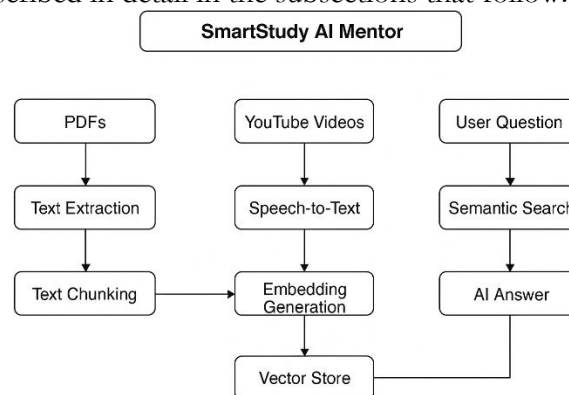 scribed in detail in the subsections that follow.
SmartStudy AI Mentor
PDFs
YouTube Videos
User Question
Text Extraction
Speech-to-Text
Semantic Search
Text Chunking
Embedding
Generation
AI Answer
Vector Store